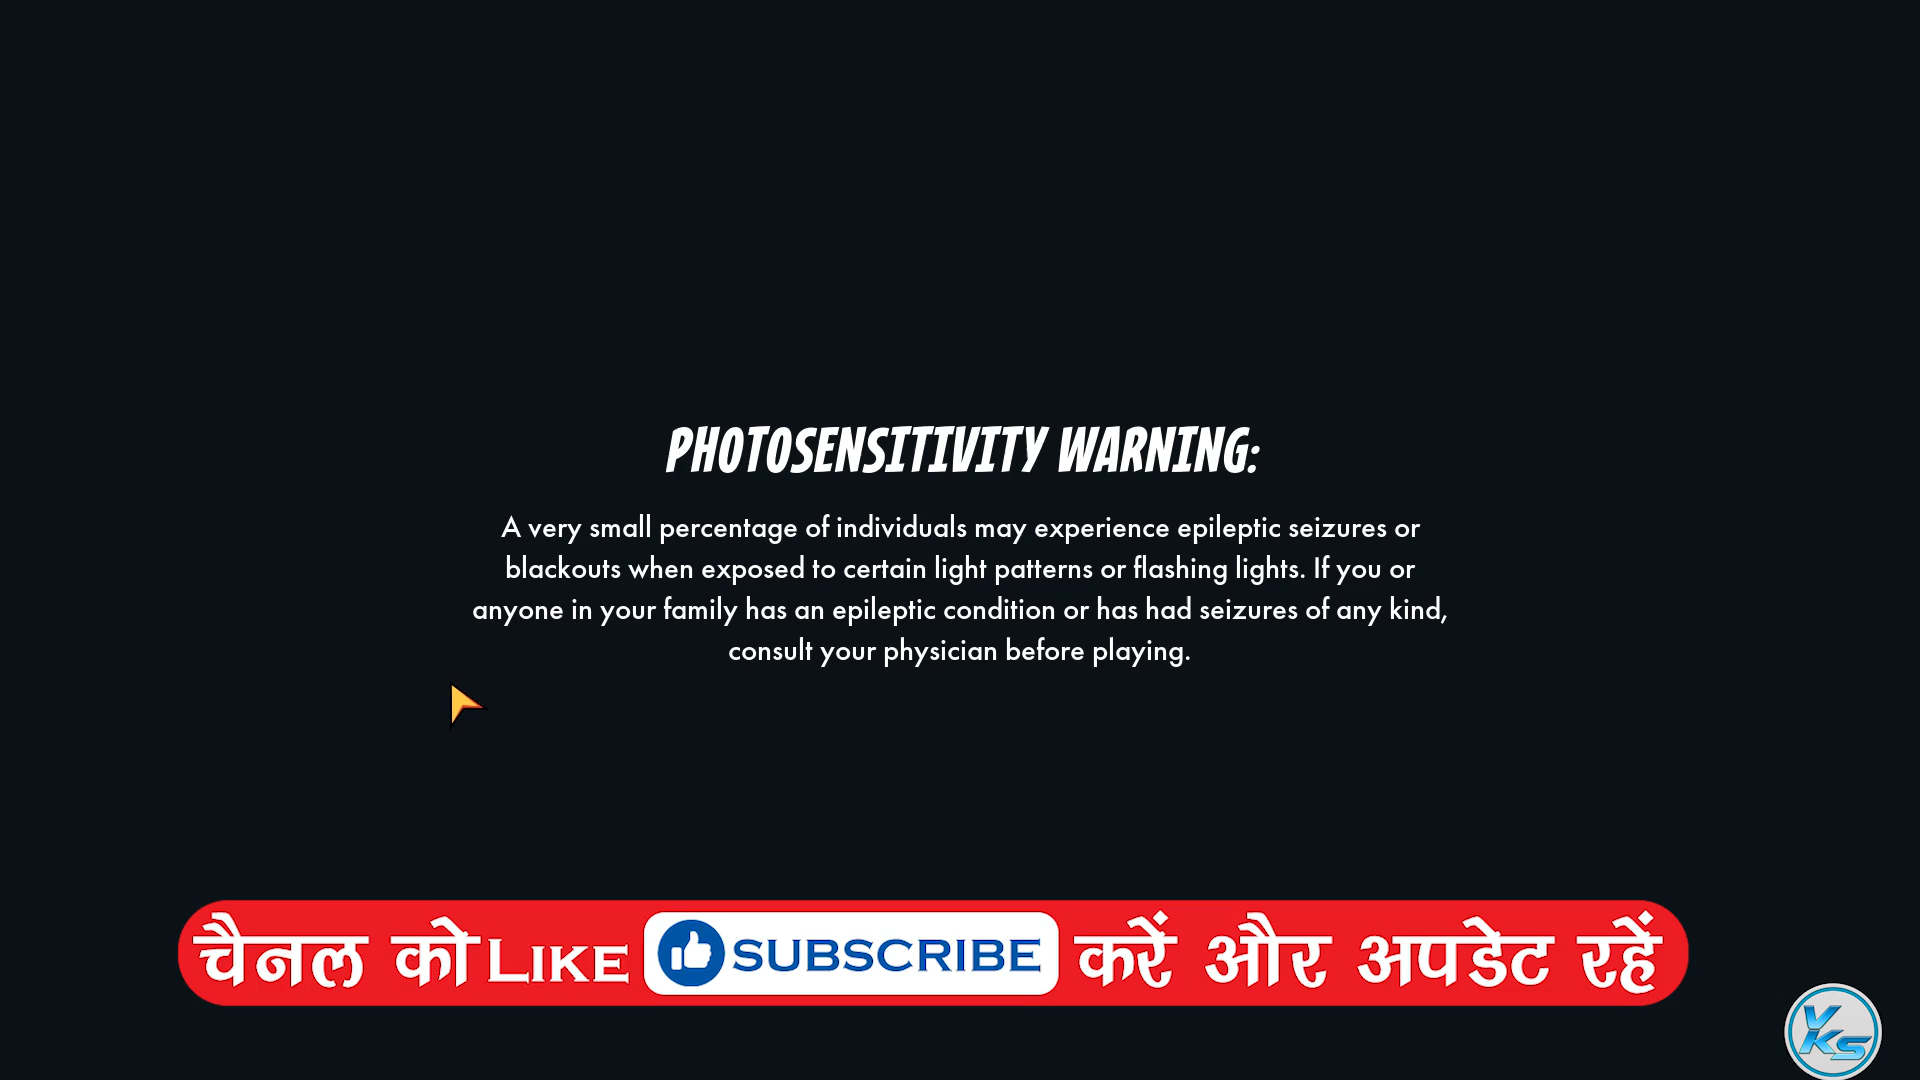 PHOTOSENSITIVITY WARNING:
A very small percentage of individuals may experience epileptic seizures or
blackouts when exposed to certain light patterns or flashing lights. If you or
anyone in your family has an epileptic condition or has had seizures of any kind,
consult your physician before playing.
चैनल को LIKE SUBSCRIBE करें और अपडेट रहें
VKS